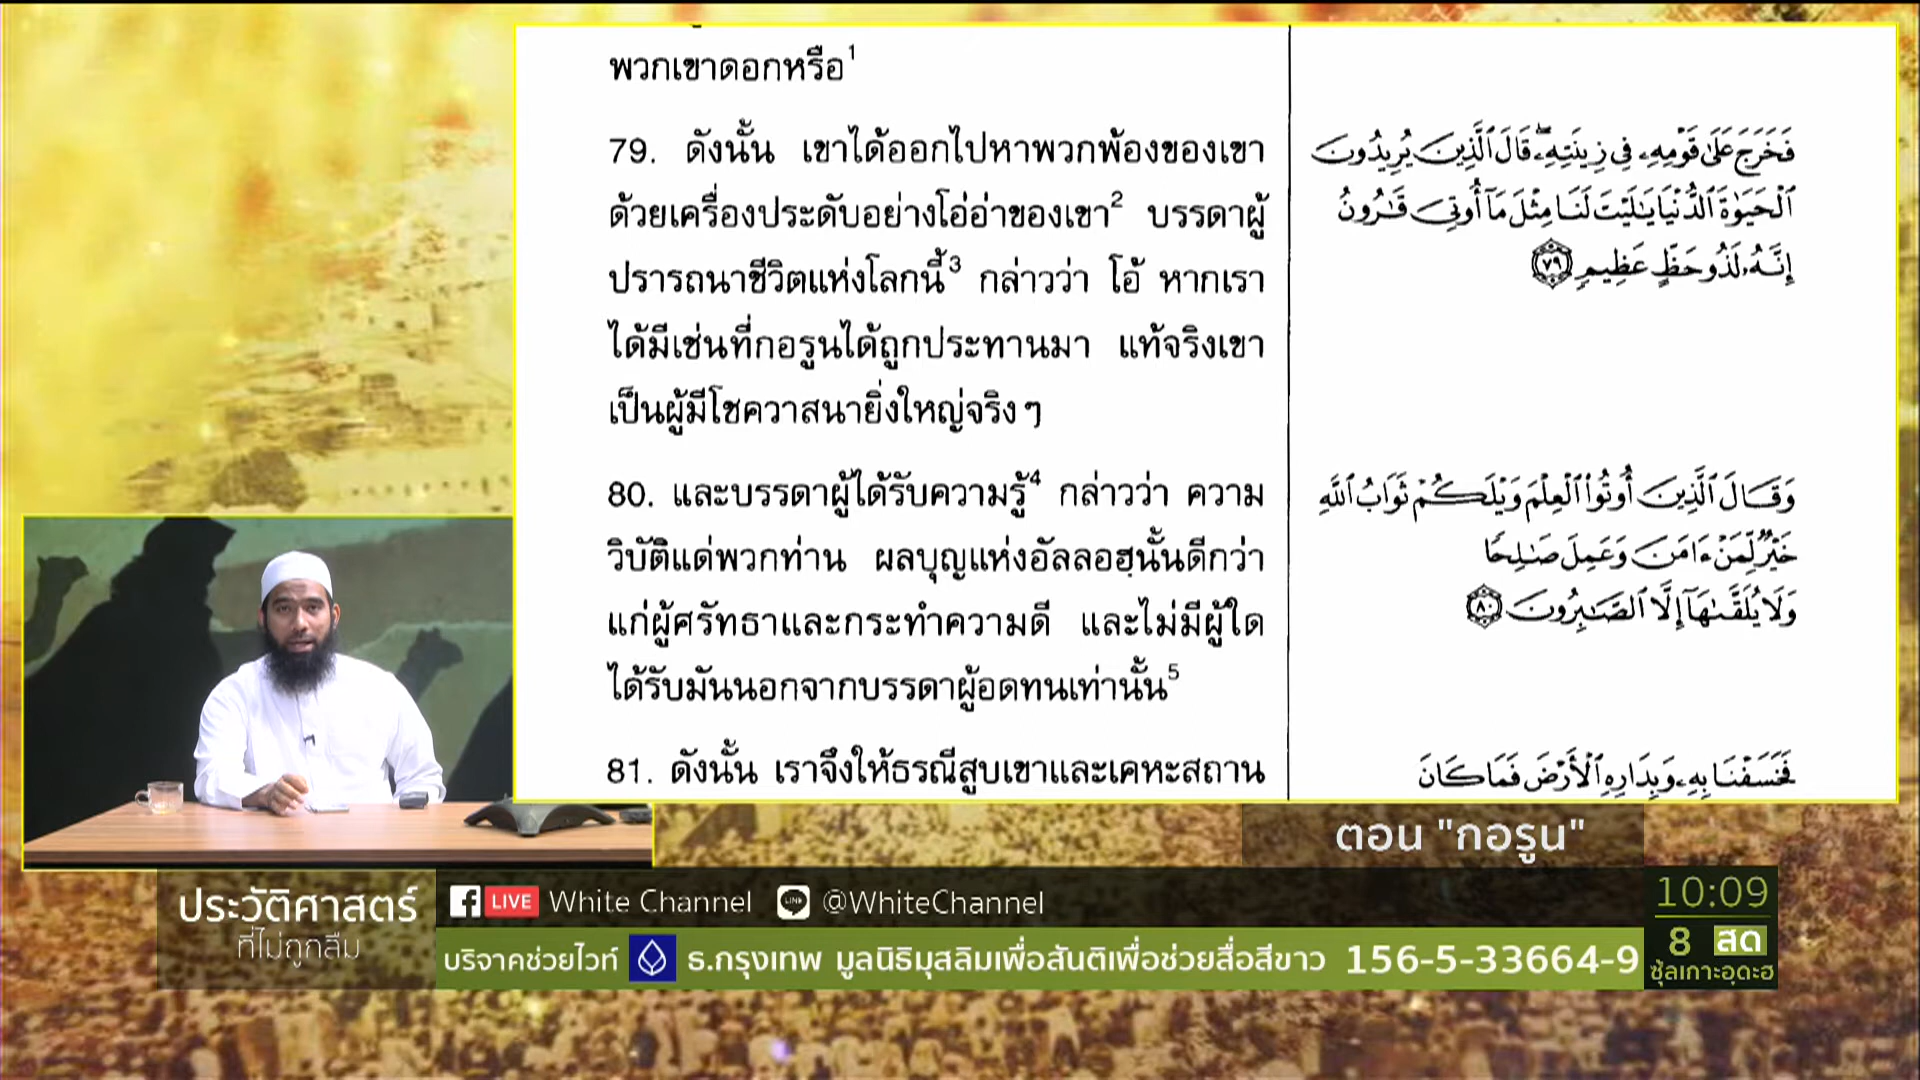 พวกเขาดอกหรือ¹
79. ดังนั้น เขาได้ออกไปหาพวกพ้องของเขา
ด้วยเครื่องประดับอย่างโอ่อ่าของเขา² บรรดาผู้
ปรารถนาชีวิตแห่งโลกนี้³ กล่าวว่า โอ้ หากเรา
ได้มีเช่นที่กอรูนได้ถูกประทานมา แท้จริงเขา
เป็นผู้มีโชควาสนายิ่งใหญ่จริงๆ
80. และบรรดาผู้ได้รับความรู้⁴ กล่าวว่า ความ
วิบัติแด่พวกท่าน ผลบุญแห่งอัลลอฮฺนั้นดีกว่า
แก่ผู้ศรัทธาและกระทำความดี และไม่มีผู้ใด
ได้รับมันนอกจากบรรดาผู้อดทนเท่านั้น⁵
81. ดังนั้น เราจึงให้ธรณีสูบเขาและเคหะสถาน
فَخَرَجَ عَلَىٰ قَوْمِهِۦ فِى زِينَتِهِۦ ۖ قَالَ ٱلَّذِينَ يُرِيدُونَ
ٱلْحَيَوٰةَ ٱلدُّنْيَا يَـٰلَيْتَ لَنَا مِثْلَ مَآ أُوتِىَ قَـٰرُونُ
إِنَّهُۥ لَذُو حَظٍّ عَظِيمٍ ٧٩
وَقَالَ ٱلَّذِينَ أُوتُوا۟ ٱلْعِلْمَ وَيْلَكُمْ ثَوَابُ ٱللَّهِ
خَيْرٌ لِّمَنْ ءَامَنَ وَعَمِلَ صَـٰلِحًا
وَلَا يُلَقَّىٰهَآ إِلَّا ٱلصَّـٰبِرُونَ ٨٠
فَخَسَفْنَا بِهِۦ وَبِدَارِهِ ٱلْأَرْضَ فَمَا كَانَ
ตอน "กอรูน"
ประวัติศาสตร์
ที่ไม่ถูกลืม
LIVE White Channel LINE @WhiteChannel
บริจาคช่วยไวท์ ธ.กรุงเทพ มูลนิธิมุสลิมเพื่อสันติเพื่อช่วยสื่อสีขาว 156-5-33664-9
10:09
8 สด
ซุ้ลเกาะอฺดะฮ